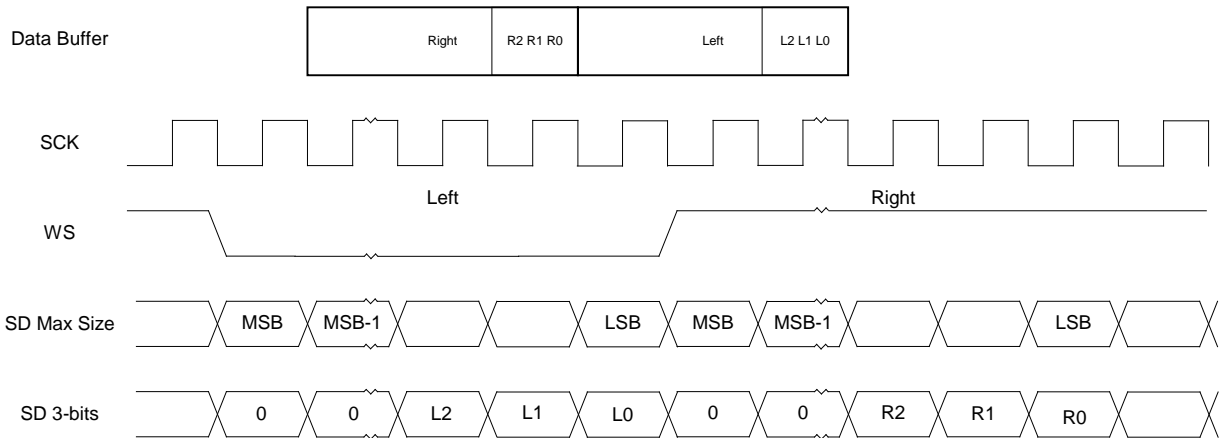 Data Buffer Right R2 R1 R0 Left L2 L1 L0
SCK
Left Right
WS
SD Max Size MSB MSB-1 LSB MSB MSB-1 LSB
SD 3-bits 0 0 L2 L1 L0 0 0 R2 R1 R0